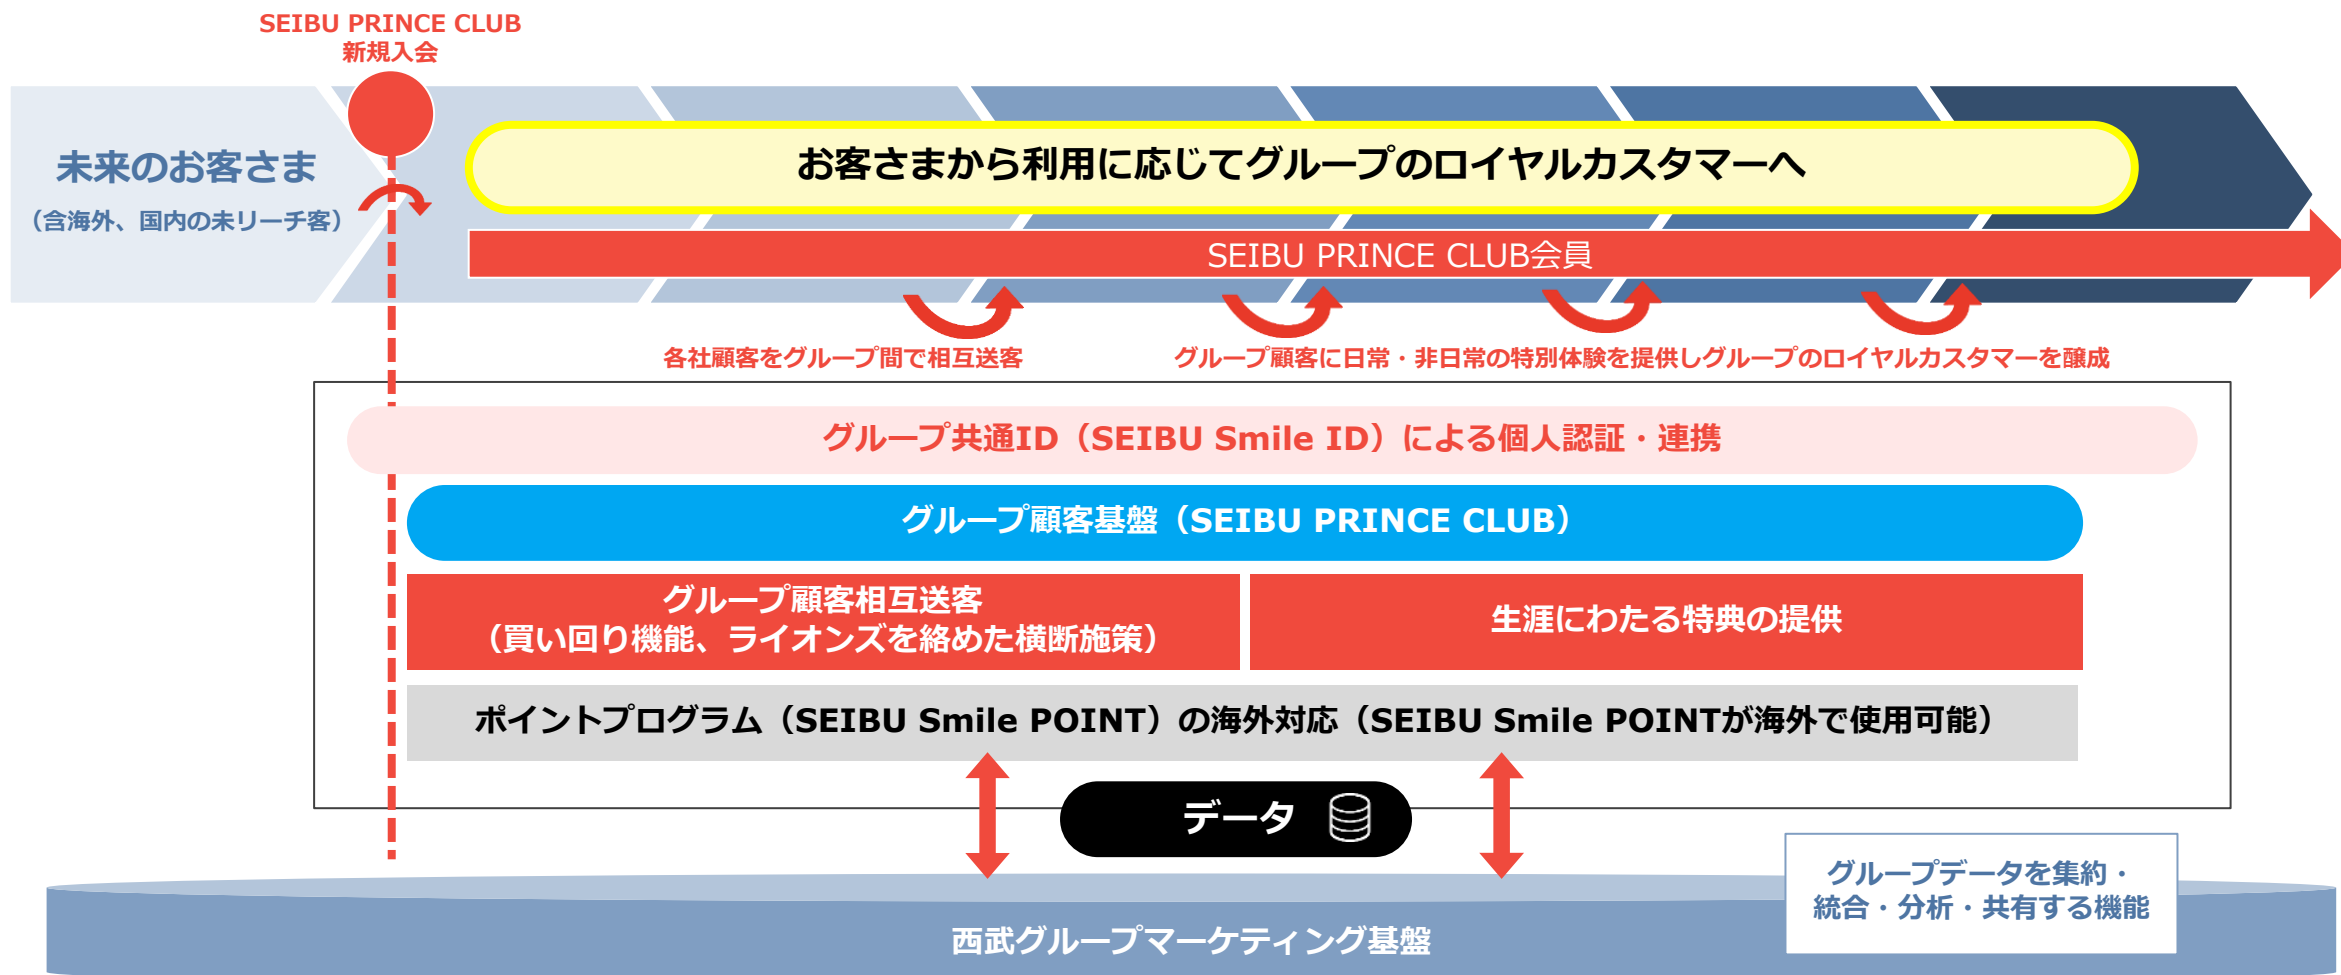 SEIBU PRINCE CLUB
新規入会
未来のお客さま
（含海外、国内の未リーチ客）
お客さまから利用に応じてグループのロイヤルカスタマーへ
SEIBU PRINCE CLUB会員
各社顧客をグループ間で相互送客
グループ顧客に日常・非日常の特別体験を提供しグループのロイヤルカスタマーを醸成
グループ共通ID（SEIBU Smile ID）による個人認証・連携
グループ顧客基盤（SEIBU PRINCE CLUB）
グループ顧客相互送客
（買い回り機能、ライオンズを絡めた横断施策）
生涯にわたる特典の提供
ポイントプログラム（SEIBU Smile POINT）の海外対応（SEIBU Smile POINTが海外で使用可能）
データ
グループデータを集約・
統合・分析・共有する機能
西武グループマーケティング基盤